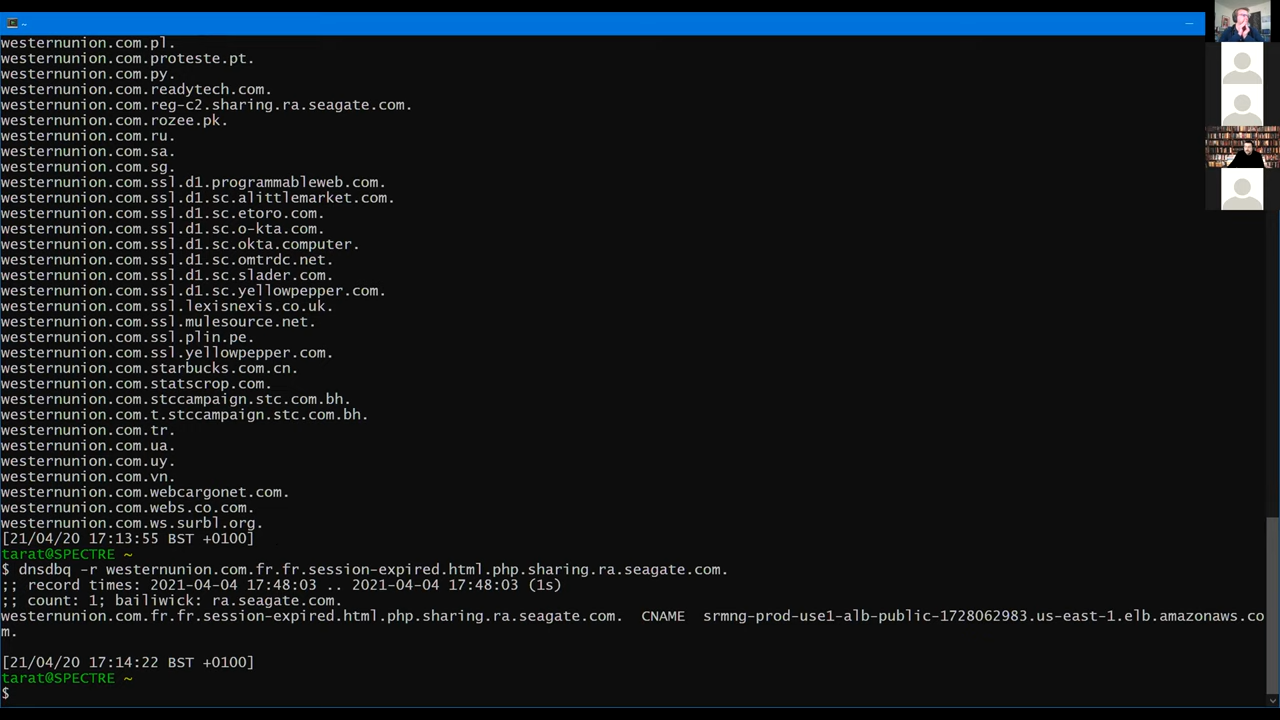 ~
westernunion.com.pl.
westernunion.com.proteste.pt.
westernunion.com.py.
westernunion.com.readytech.com.
westernunion.com.reg-c2.sharing.ra.seagate.com.
westernunion.com.rozee.pk.
westernunion.com.ru.
westernunion.com.sa.
westernunion.com.sg.
westernunion.com.ssl.d1.programmableweb.com.
westernunion.com.ssl.d1.sc.alittlemarket.com.
westernunion.com.ssl.d1.sc.etoro.com.
westernunion.com.ssl.d1.sc.o-kta.com.
westernunion.com.ssl.d1.sc.okta.computer.
westernunion.com.ssl.d1.sc.omtrdc.net.
westernunion.com.ssl.d1.sc.slader.com.
westernunion.com.ssl.d1.sc.yellowpepper.com.
westernunion.com.ssl.lexisnexis.co.uk.
westernunion.com.ssl.mulesource.net.
westernunion.com.ssl.plin.pe.
westernunion.com.ssl.yellowpepper.com.
westernunion.com.starbucks.com.cn.
westernunion.com.statscrop.com.
westernunion.com.stccampaign.stc.com.bh.
westernunion.com.t.stccampaign.stc.com.bh.
westernunion.com.tr.
westernunion.com.ua.
westernunion.com.uy.
westernunion.com.vn.
westernunion.com.webcargonet.com.
westernunion.com.webs.co.com.
westernunion.com.ws.surbl.org.
[21/04/20 17:13:55 BST +0100]
tarat@SPECTRE ~
$ dnsdbq -r westernunion.com.fr.fr.session-expired.html.php.sharing.ra.seagate.com.
;; record times: 2021-04-04 17:48:03 .. 2021-04-04 17:48:03 (1s)
;; count: 1; bailiwick: ra.seagate.com.
westernunion.com.fr.fr.session-expired.html.php.sharing.ra.seagate.com.  CNAME  srmng-prod-use1-alb-public-1728062983.us-east-1.elb.amazonaws.co
m.
[21/04/20 17:14:22 BST +0100]
tarat@SPECTRE ~
$